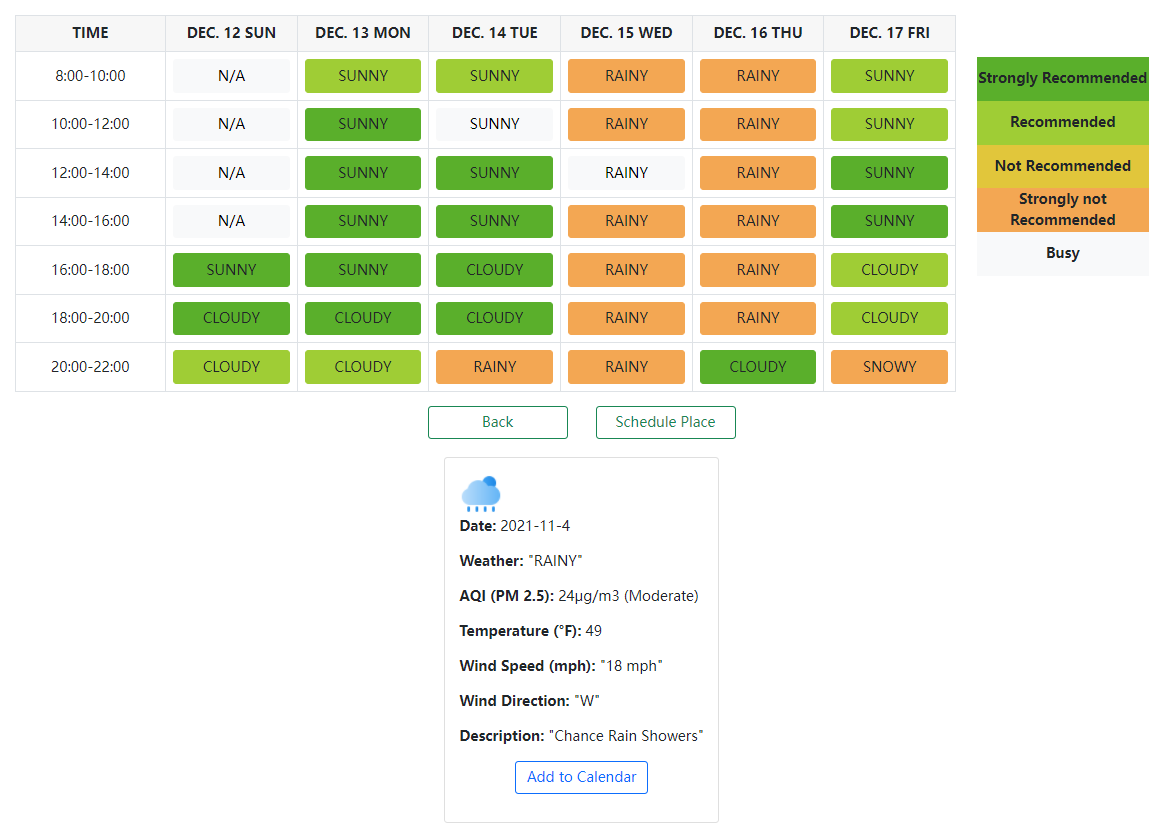 TIME DEC. 12 SUN DEC. 13 MON DEC. 14 TUE DEC. 15 WED DEC. 16 THU DEC. 17 FRI
8:00-10:00 N/A SUNNY SUNNY RAINY RAINY SUNNY
10:00-12:00 N/A SUNNY SUNNY RAINY RAINY SUNNY
12:00-14:00 N/A SUNNY SUNNY RAINY RAINY SUNNY
14:00-16:00 N/A SUNNY SUNNY RAINY RAINY SUNNY
16:00-18:00 SUNNY SUNNY CLOUDY RAINY RAINY CLOUDY
18:00-20:00 CLOUDY CLOUDY CLOUDY RAINY RAINY CLOUDY
20:00-22:00 CLOUDY CLOUDY RAINY RAINY CLOUDY SNOWY
Strongly Recommended
Recommended
Not Recommended
Strongly not
Recommended
Busy
Back Schedule Place
Date: 2021-11-4
Weather: "RAINY"
AQI (PM 2.5): 24µg/m3 (Moderate)
Temperature (°F): 49
Wind Speed (mph): "18 mph"
Wind Direction: "W"
Description: "Chance Rain Showers"
Add to Calendar